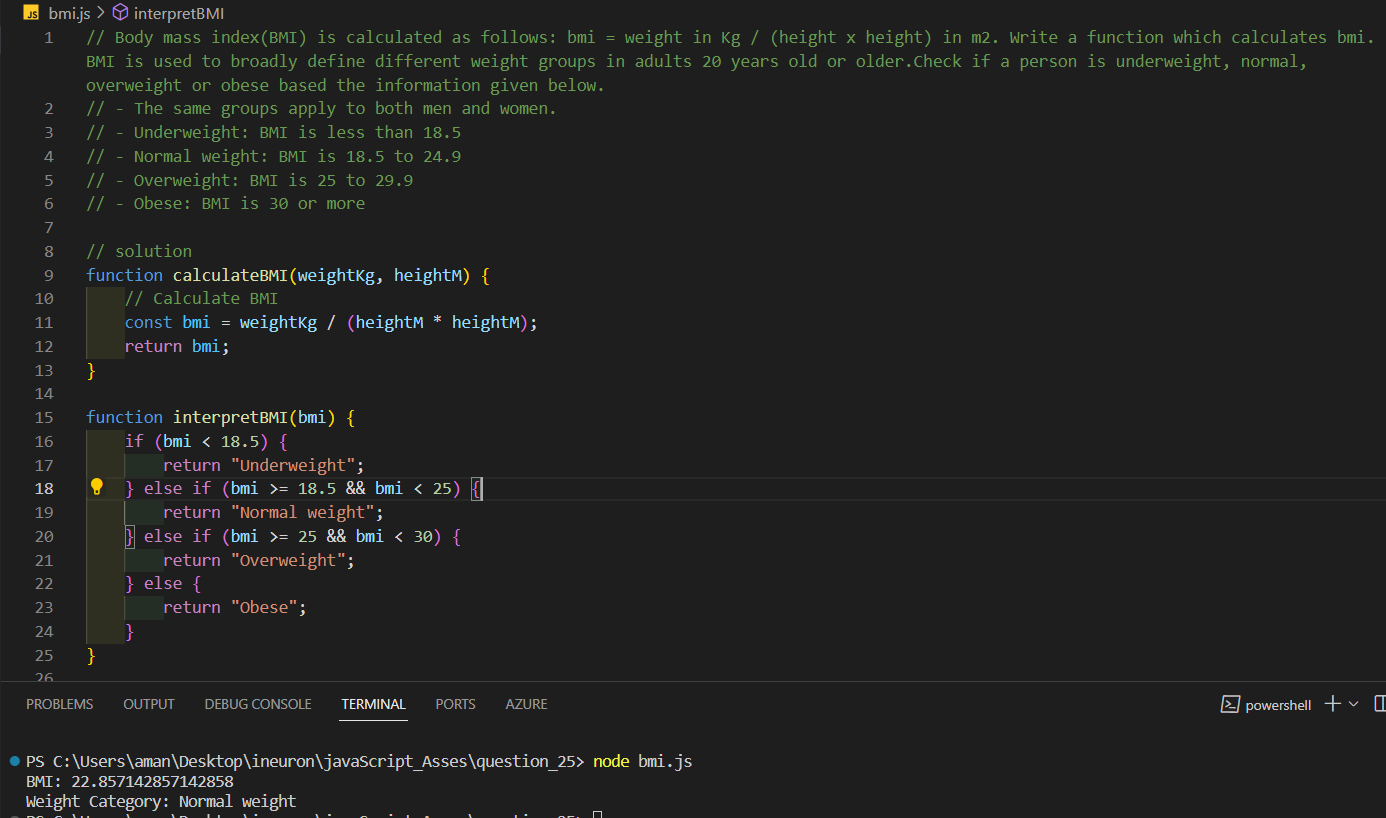 JS bmi.js > interpretBMI
1 // Body mass index(BMI) is calculated as follows: bmi = weight in Kg / (height x height) in m2. Write a function which calculates bmi.
BMI is used to broadly define different weight groups in adults 20 years old or older.Check if a person is underweight, normal,
overweight or obese based the information given below.
2 // - The same groups apply to both men and women.
3 // - Underweight: BMI is less than 18.5
4 // - Normal weight: BMI is 18.5 to 24.9
5 // - Overweight: BMI is 25 to 29.9
6 // - Obese: BMI is 30 or more
7
8 // solution
9 function calculateBMI(weightKg, heightM) {
10     // Calculate BMI
11     const bmi = weightKg / (heightM * heightM);
12     return bmi;
13 }
14
15 function interpretBMI(bmi) {
16     if (bmi < 18.5) {
17         return "Underweight";
18     } else if (bmi >= 18.5 && bmi < 25) {
19         return "Normal weight";
20     } else if (bmi >= 25 && bmi < 30) {
21         return "Overweight";
22     } else {
23         return "Obese";
24     }
25 }
26
PROBLEMS OUTPUT DEBUG CONSOLE TERMINAL PORTS AZURE powershell
PS C:\Users\aman\Desktop\ineuron\javaScript_Asses\question_25> node bmi.js
BMI: 22.857142857142858
Weight Category: Normal weight